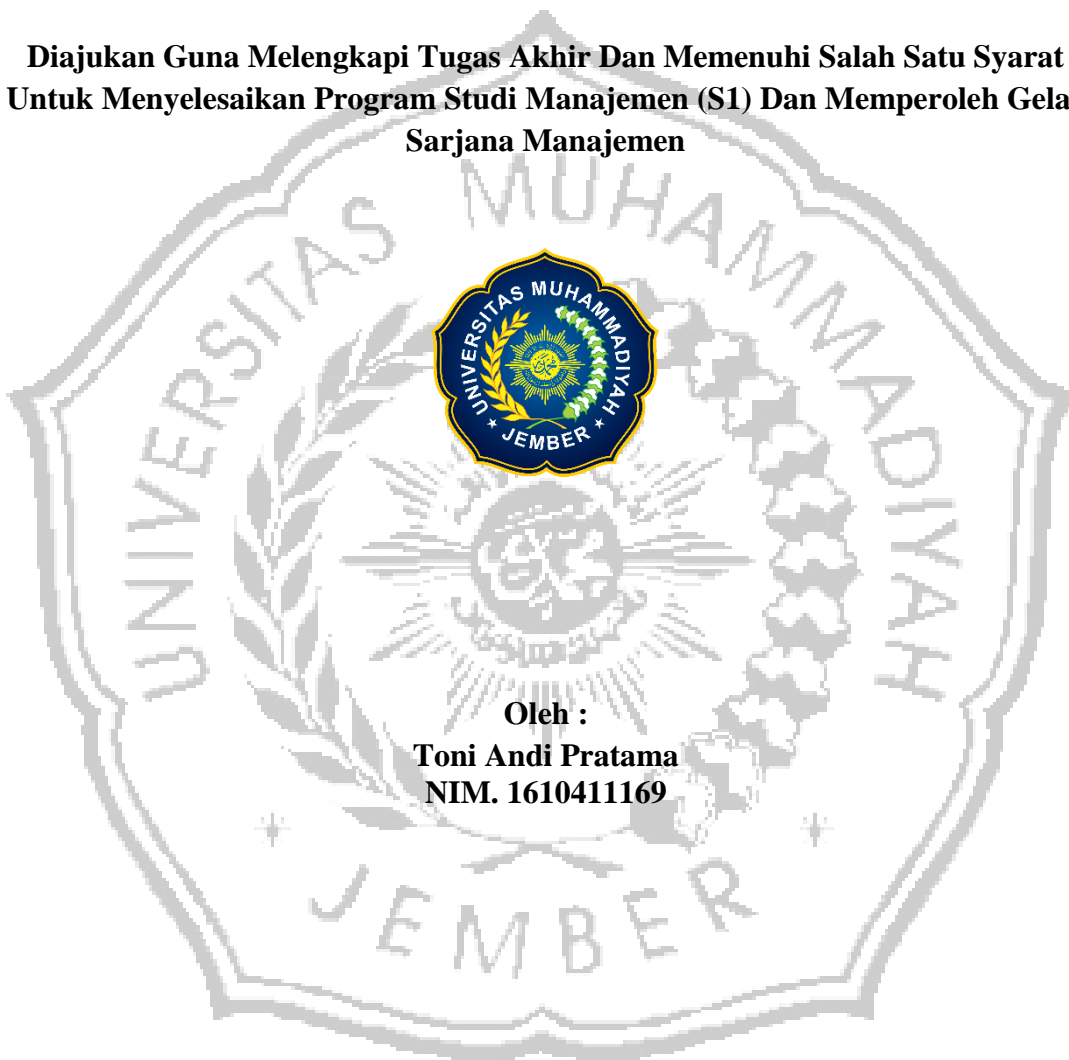 Diajukan Guna Melengkapi Tugas Akhir Dan Memenuhi Salah Satu Syarat
Untuk Menyelesaikan Program Studi Manajemen (S1) Dan Memperoleh Gela
Sarjana Manajemen
UNIVERSITAS MUHAMMADIYAH
JEMBER
UNIVERSITAS MUHAMMADIYAH
JEMBER
Oleh :
Toni Andi Pratama
NIM. 1610411169